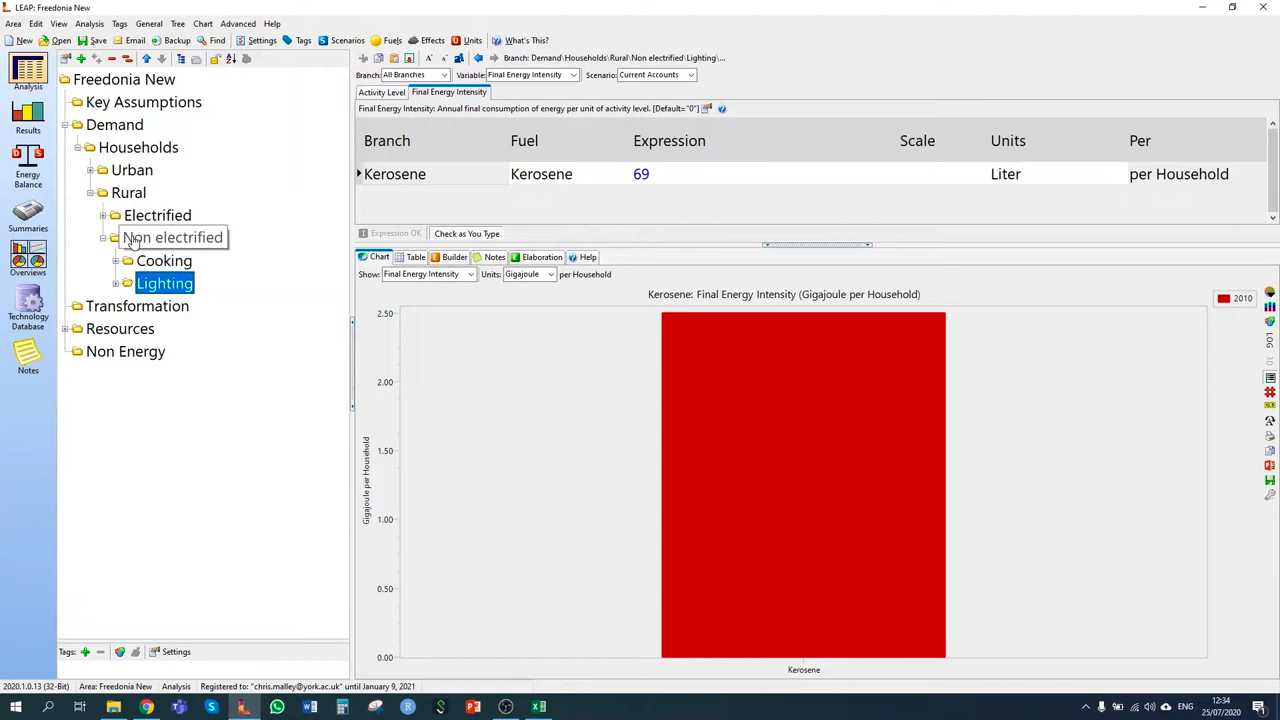 LEAP: Freedonia New
Area Edit View Analysis Tags General Tree Chart Advanced Help
New Open Save Email Backup Find Settings Tags Scenarios Fuels Effects Units What's This?
Analysis
Results
Energy
Balance
Summaries
Overviews
Technology
Database
Notes
Freedonia New
Key Assumptions
Demand
Households
Urban
Rural
Electrified
Non electrified
Cooking
Lighting
Transformation
Resources
Non Energy
Tags: Settings
Branch: Demand\Households\Rural\Non electrified\Lighting\...
Branch: All Branches Variable: Final Energy Intensity Scenario: Current Accounts
Activity Level Final Energy Intensity
Final Energy Intensity: Annual final consumption of energy per unit of activity level. [Default="0"]
Branch Fuel Expression Scale Units Per
Kerosene Kerosene 69 Liter per Household
Expression OK Check as You Type
Chart Table Builder Notes Elaboration Help
Show: Final Energy Intensity Units: Gigajoule per Household
Kerosene: Final Energy Intensity (Gigajoule per Household)
2010
LOG
3D
Gigajoule per Household
2.50
2.00
1.50
1.00
0.50
0.00
Kerosene
2020.1.0.13 (32-Bit) Area: Freedonia New Analysis Registered to: "chris.malley@york.ac.uk" until January 9, 2021
12:34
25/07/2020